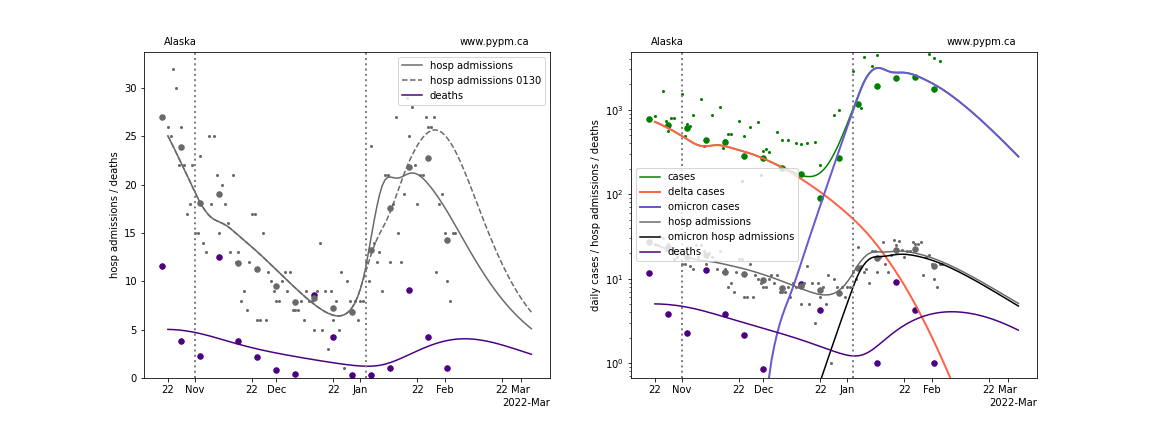 Alaska
www.pypm.ca
hosp admissions
hosp admissions 0130
deaths
hosp admissions / deaths
30
25
20
15
10
5
0
22 Nov 22 Dec 22 Jan 22 Feb 22 Mar
2022-Mar
Alaska
www.pypm.ca
cases
delta cases
omicron cases
hosp admissions
omicron hosp admissions
deaths
daily cases / hosp admissions / deaths
10³
10²
10¹
10⁰
22 Nov 22 Dec 22 Jan 22 Feb 22 Mar
2022-Mar